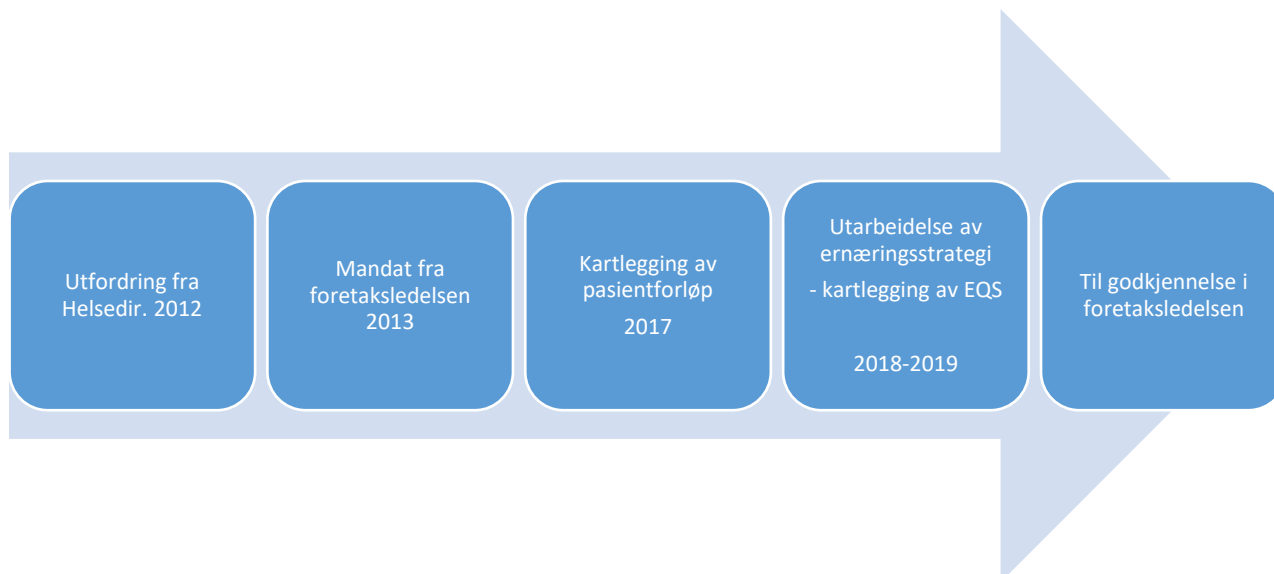 Utfordring fra
Helsedir. 2012
Mandat fra
foretaksledelsen
2013
Kartlegging av
pasientforløp
2017
Utarbeidelse av
ernæringsstrategi
- kartlegging av EQS
2018-2019
Til godkjennelse i
foretaksledelsen